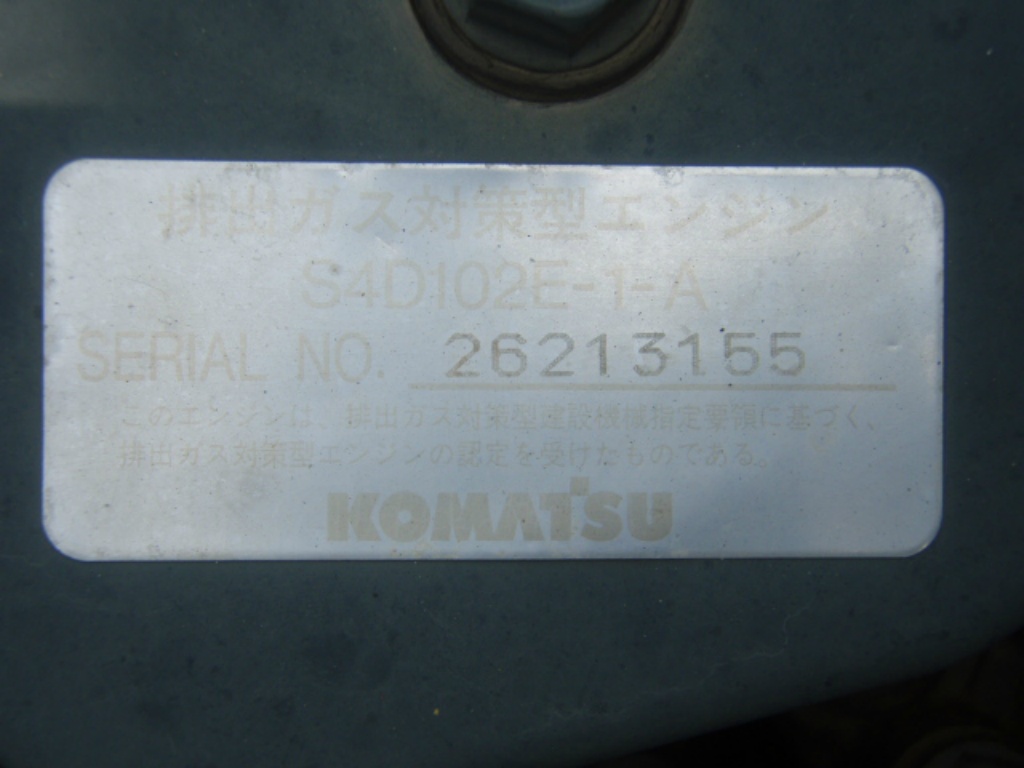 排出ガス対策型エンジン
S4D102E-1-A
SERIAL NO. 26213155
このエンジンは、排出ガス対策型建設機械指定要領に基づく、
排出ガス対策型エンジンの認定を受けたものである。
KOMATSU